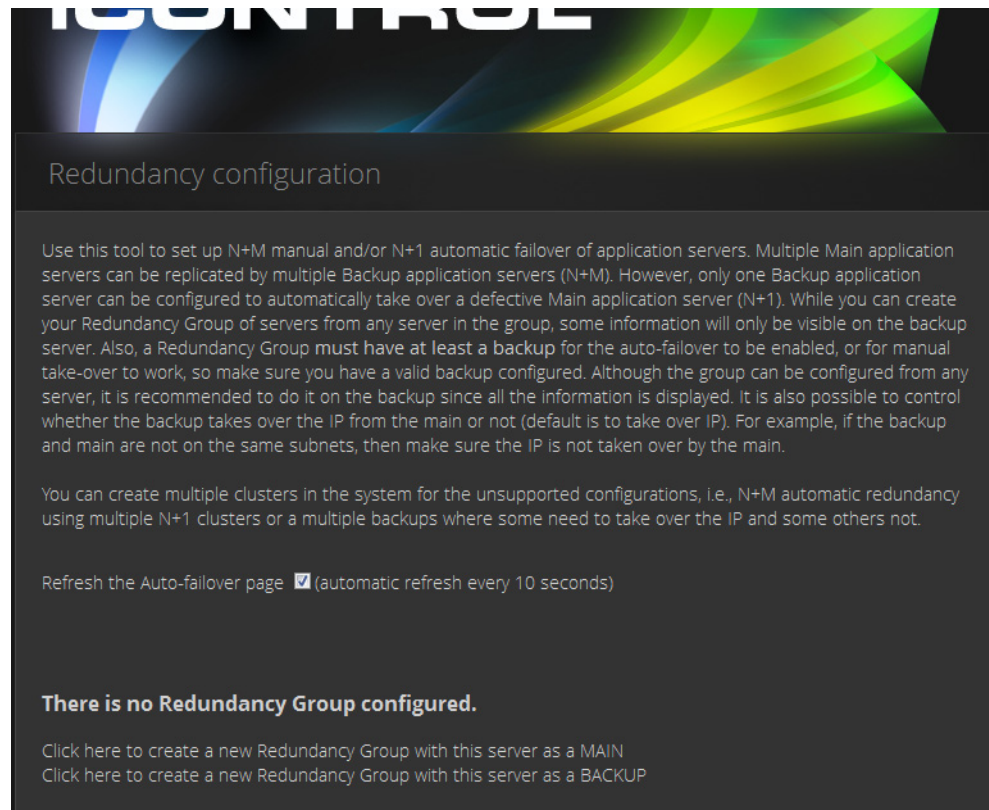 iCONTROL
Redundancy configuration
Use this tool to set up N+M manual and/or N+1 automatic failover of application servers. Multiple Main application
servers can be replicated by multiple Backup application servers (N+M). However, only one Backup application
server can be configured to automatically take over a defective Main application server (N+1). While you can create
your Redundancy Group of servers from any server in the group, some information will only be visible on the backup
server. Also, a Redundancy Group must have at least a backup for the auto-failover to be enabled, or for manual
take-over to work, so make sure you have a valid backup configured. Although the group can be configured from any
server, it is recommended to do it on the backup since all the information is displayed. It is also possible to control
whether the backup takes over the IP from the main or not (default is to take over IP). For example, if the backup
and main are not on the same subnets, then make sure the IP is not taken over by the main.
You can create multiple clusters in the system for the unsupported configurations, i.e., N+M automatic redundancy
using multiple N+1 clusters or a multiple backups where some need to take over the IP and some others not.
Refresh the Auto-failover page (automatic refresh every 10 seconds)
There is no Redundancy Group configured.
Click here to create a new Redundancy Group with this server as a MAIN
Click here to create a new Redundancy Group with this server as a BACKUP